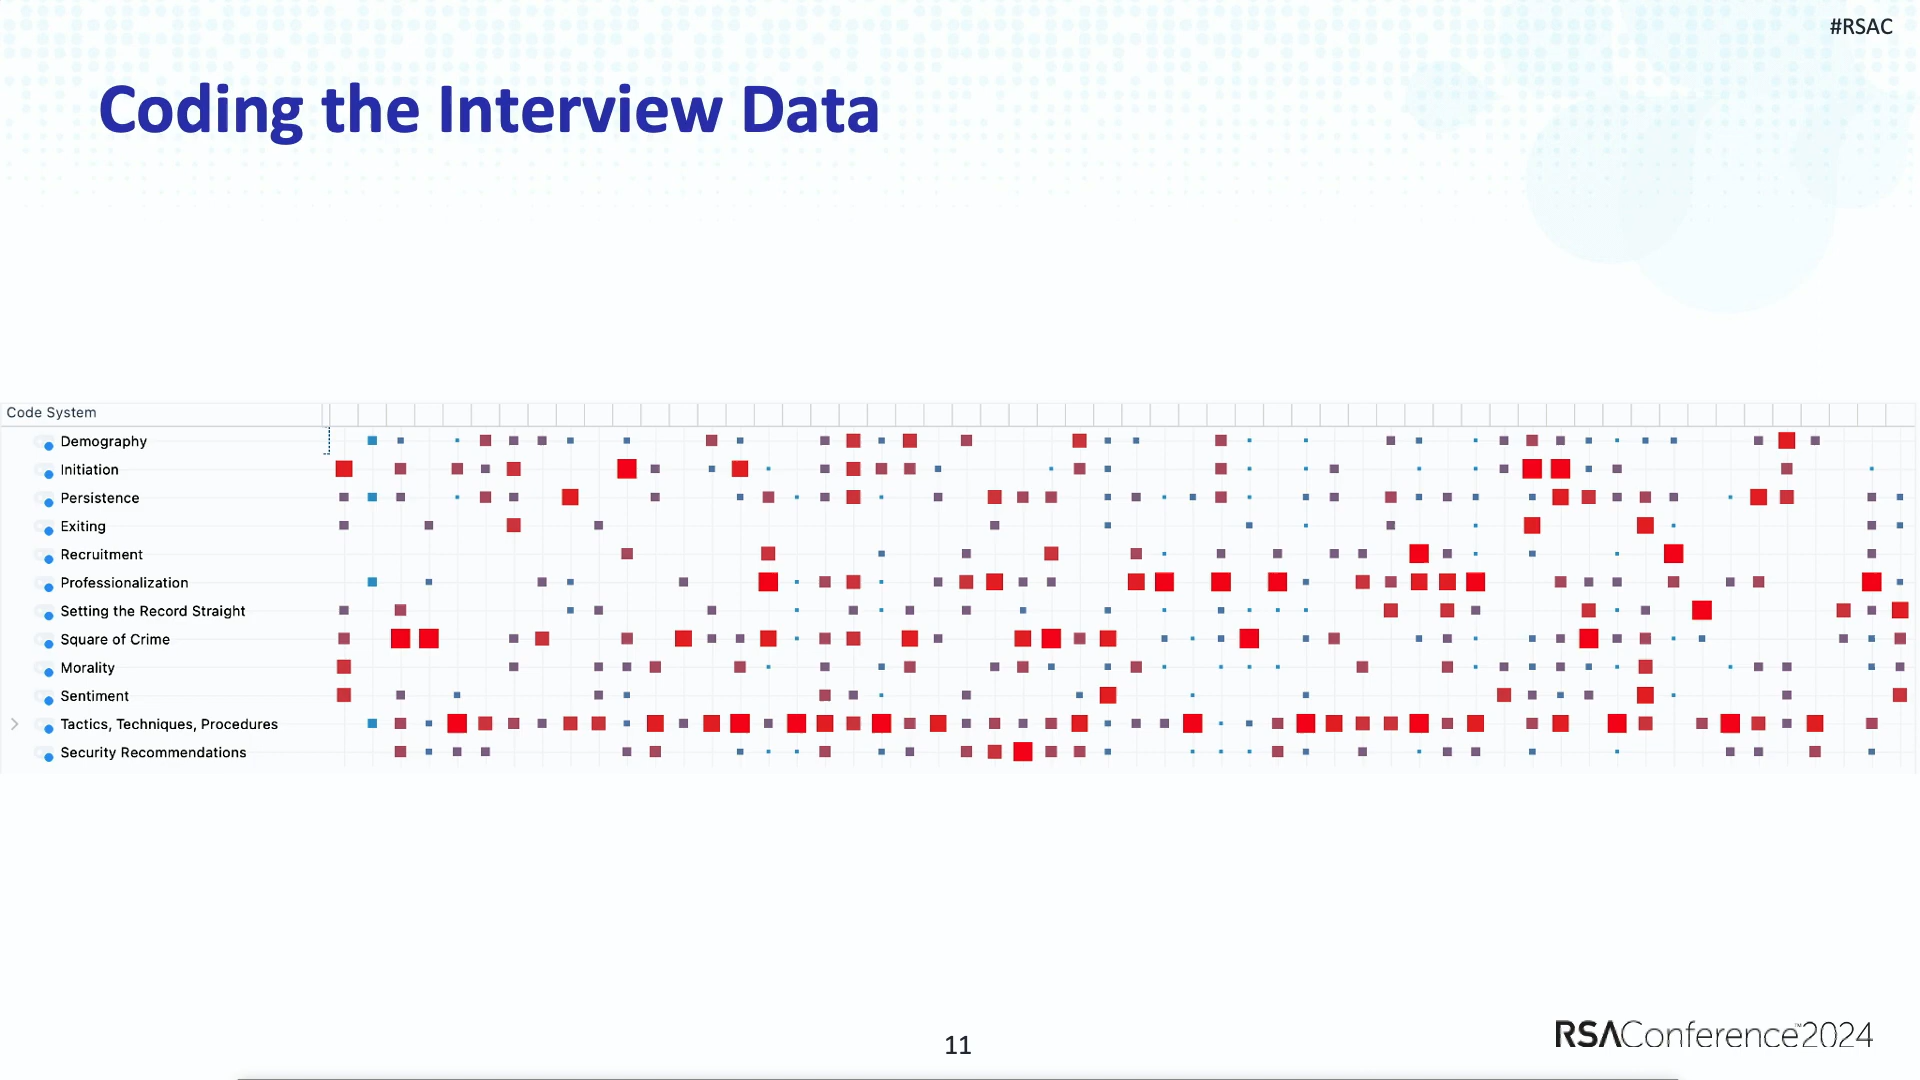 #RSAC
Coding the Interview Data
Code System
Demography
Initiation
Persistence
Exiting
Recruitment
Professionalization
Setting the Record Straight
Square of Crime
Morality
Sentiment
Tactics, Techniques, Procedures
Security Recommendations
11
RSAConference™2024